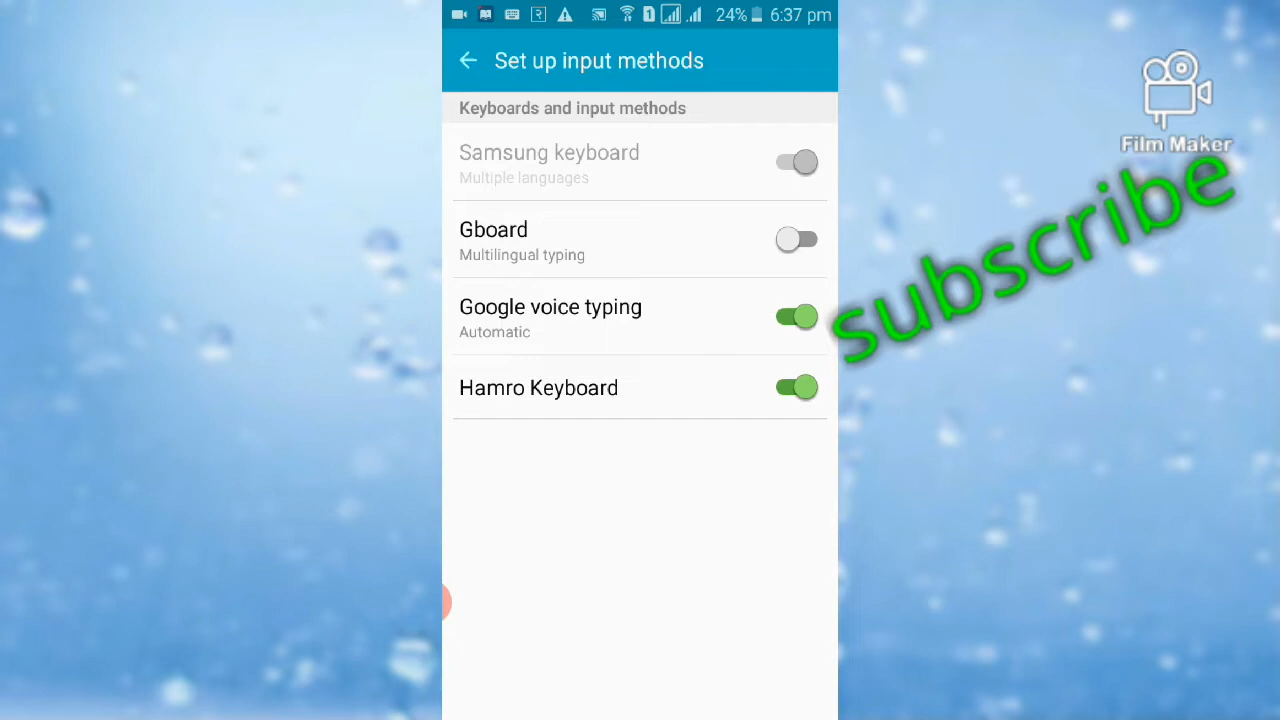 24% 6:37 pm
Set up input methods
Keyboards and input methods
Samsung keyboard
Multiple languages
Gboard
Multilingual typing
Google voice typing
Automatic
Hamro Keyboard
Film Maker
subscribe